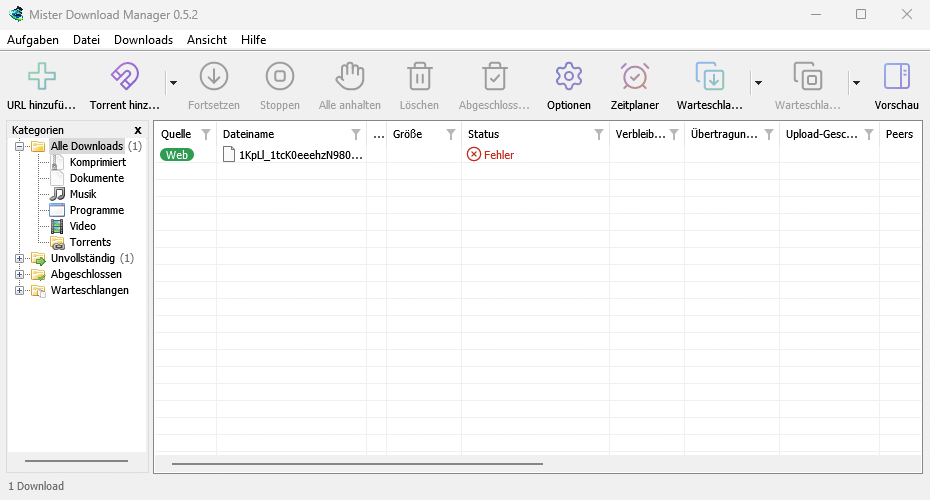 Mister Download Manager 0.5.2
Aufgaben Datei Downloads Ansicht Hilfe
URL hinzufü... Torrent hinz... Fortsetzen Stoppen Alle anhalten Löschen Abgeschloss... Optionen Zeitplaner Warteschla... Warteschla... Vorschau
Kategorien x
Quelle Dateiname ... Größe Status Verbleib... Übertragun... Upload-Gesc... Peers
Alle Downloads (1)
Web 1KpLl_1tcK0eeehzN980... Fehler
Komprimiert
Dokumente
Musik
Programme
Video
Torrents
Unvollständig (1)
Abgeschlossen
Warteschlangen
1 Download